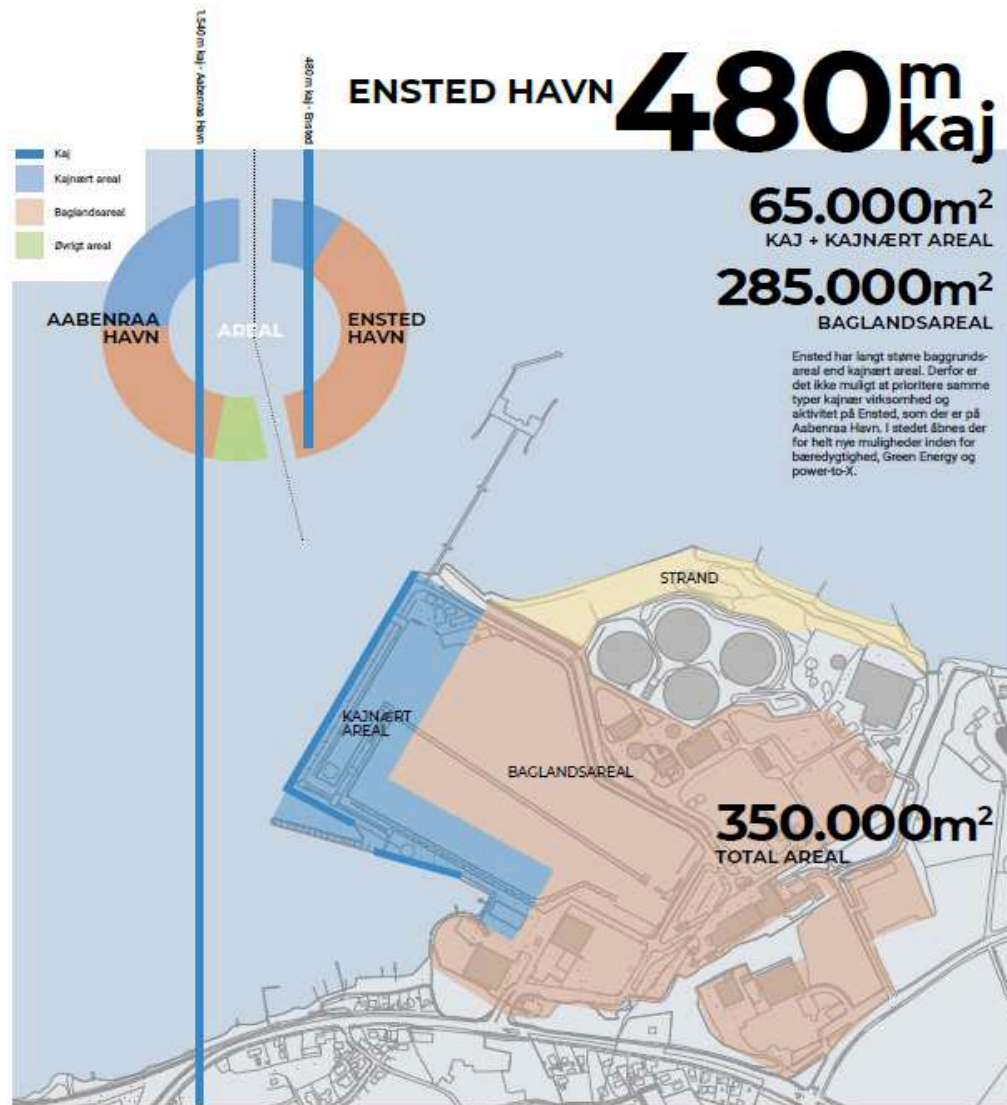 1.540 m kaj - Aabenraa Havn
480 m kaj - Ensted
ENSTED HAVN
480 m
kaj
Kaj
Kajnært areal
Baglandsareal
Øvrigt areal
65.000m²
KAJ + KAJNÆRT AREAL
285.000m²
BAGLANDSAREAL
AABENRAA
HAVN
AREAL
ENSTED
HAVN
Ensted har langt større baggrunds-
areal end kajnært areal. Derfor er
det ikke muligt at prioritere samme
typer kajnær virksomhed og
aktivitet på Ensted, som der er på
Aabenraa Havn. I stedet åbnes der
for helt nye muligheder inden for
bæredygtighed, Green Energy og
power-to-X.
STRAND
KAJNÆRT
AREAL
BAGLANDSAREAL
350.000m²
TOTAL AREAL